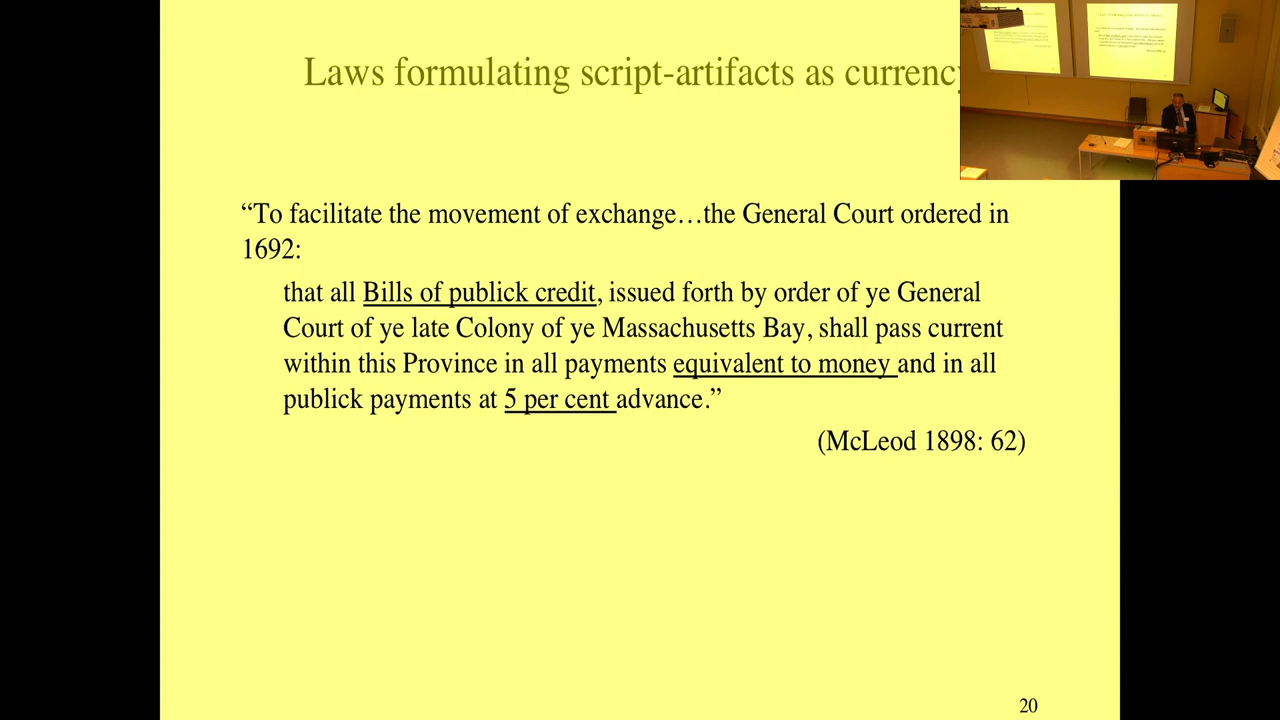 Laws formulating script-artifacts as currency
“To facilitate the movement of exchange…the General Court ordered in
1692:
that all Bills of publick credit, issued forth by order of ye General
Court of ye late Colony of ye Massachusetts Bay, shall pass current
within this Province in all payments equivalent to money and in all
publick payments at 5 per cent advance.”
(McLeod 1898: 62)
20